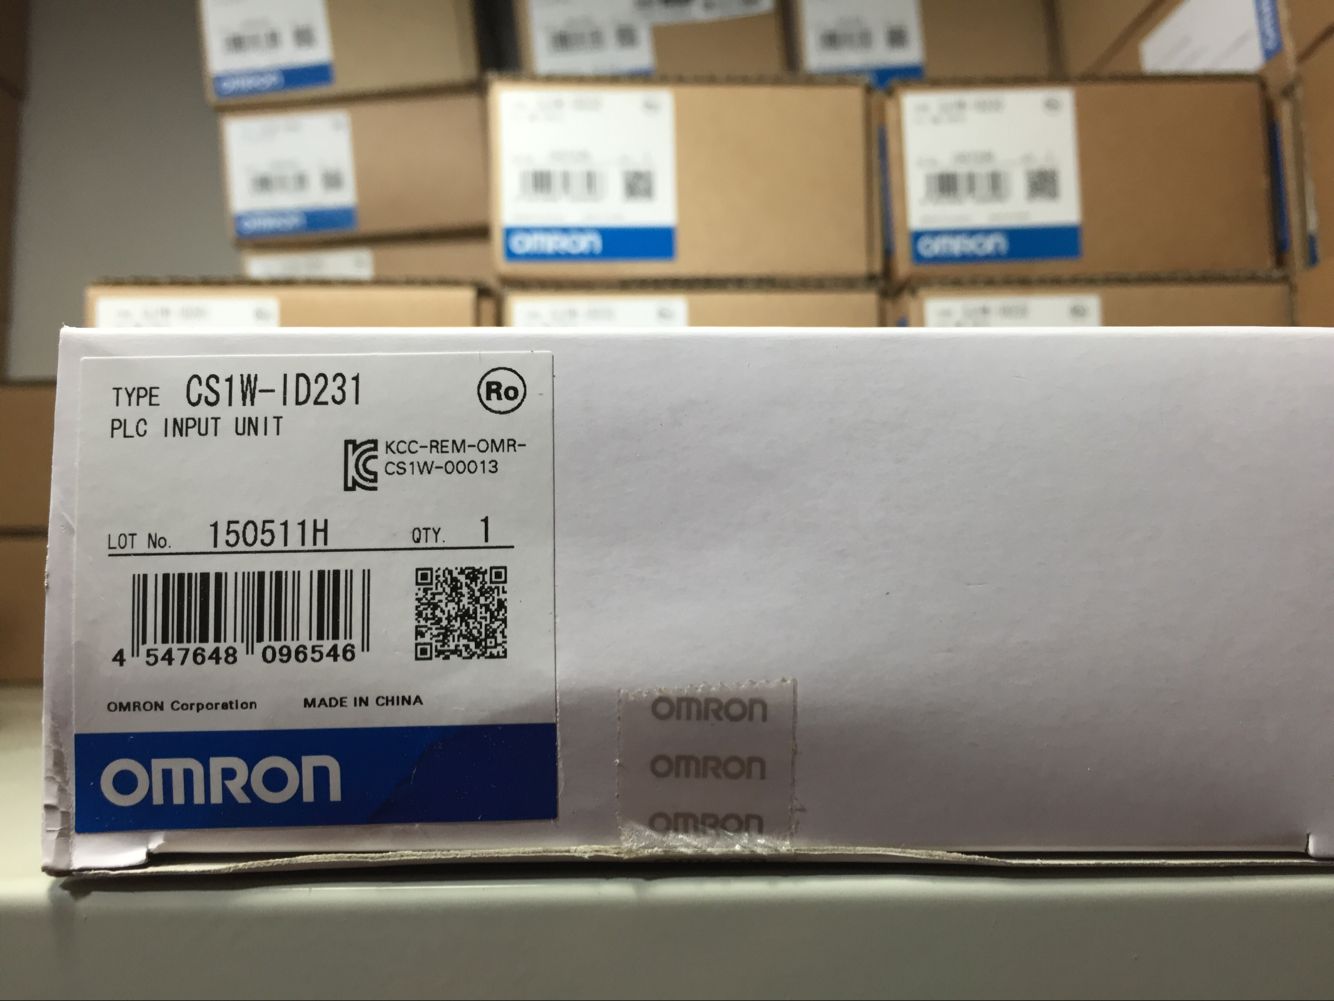 TYPE CS1W-ID231
Ro
PLC INPUT UNIT
KCC-REM-OMR-
CS1W-00013
LOT No. 150511H QTY. 1
4 547648 096546
OMRON Corporation MADE IN CHINA
OMRON
OMRON
OMRON
OMRON
OMRON
OMRON
OMRON
OMRON